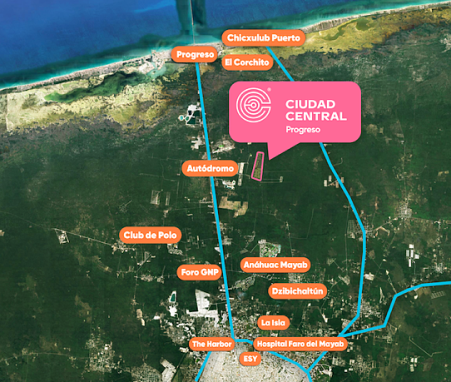 Chicxulub Puerto
Progreso
El Corchito
CIUDAD
CENTRAL
Progreso
Autódromo
Club de Polo
Foro GNP
Anáhuac Mayab
Dzibichaltún
La Isla
The Harbor
Hospital Faro del Mayab
ESY